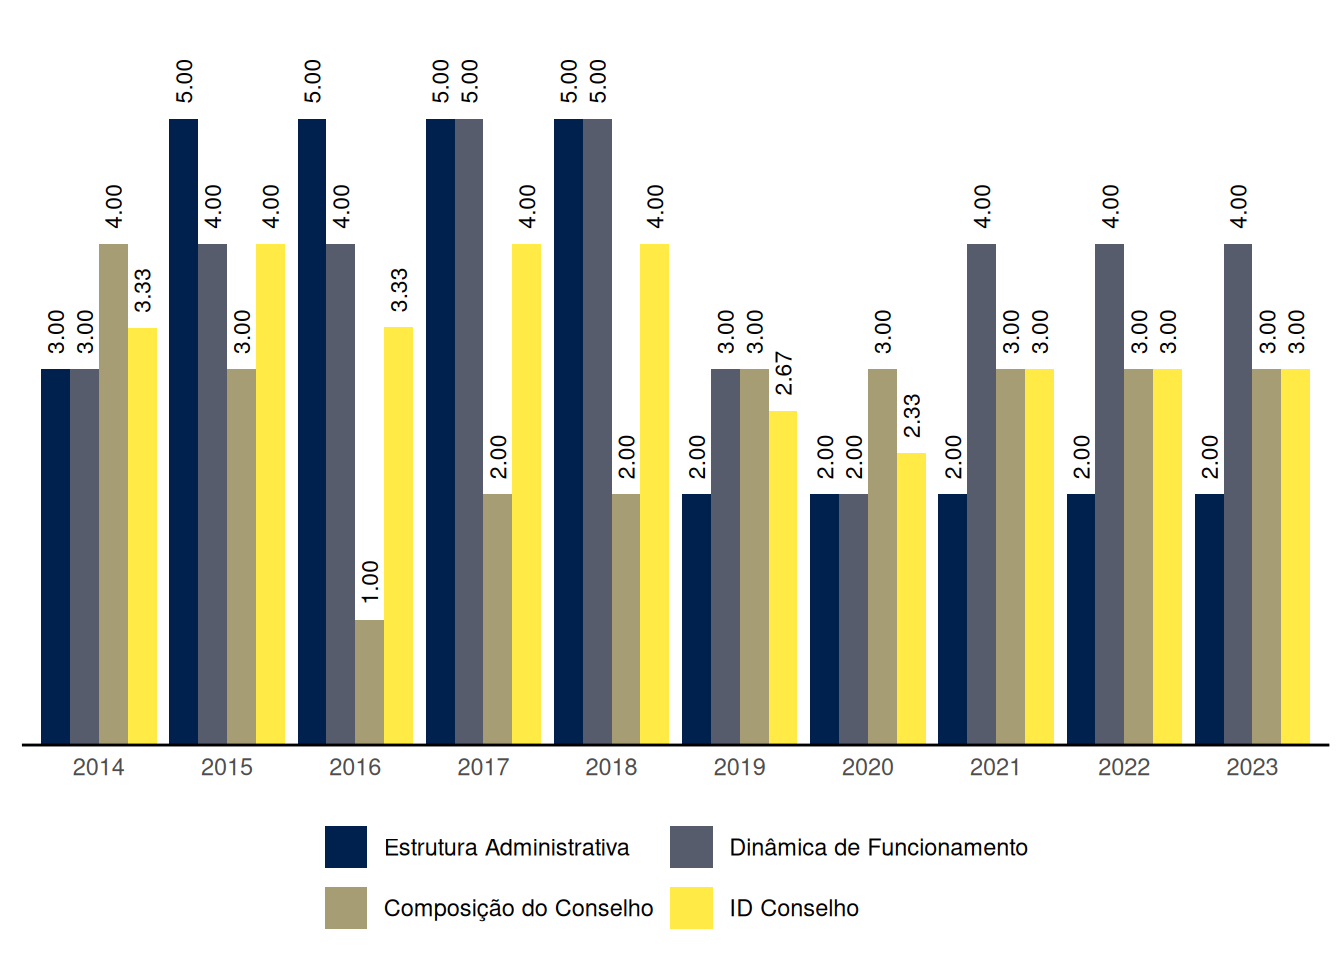 5.00 5.00 5.00 5.00 5.00 5.00
4.00 4.00 4.00 4.00 4.00 4.00 4.00 4.00 4.00
3.33 3.33
3.00 3.00 3.00 3.00 3.00 3.00 3.00 3.00 3.00 3.00 3.00 3.00
2.67
2.33
2.00 2.00 2.00 2.00 2.00 2.00 2.00 2.00
1.00
2014 2015 2016 2017 2018 2019 2020 2021 2022 2023
Estrutura Administrativa Dinâmica de Funcionamento
Composição do Conselho ID Conselho